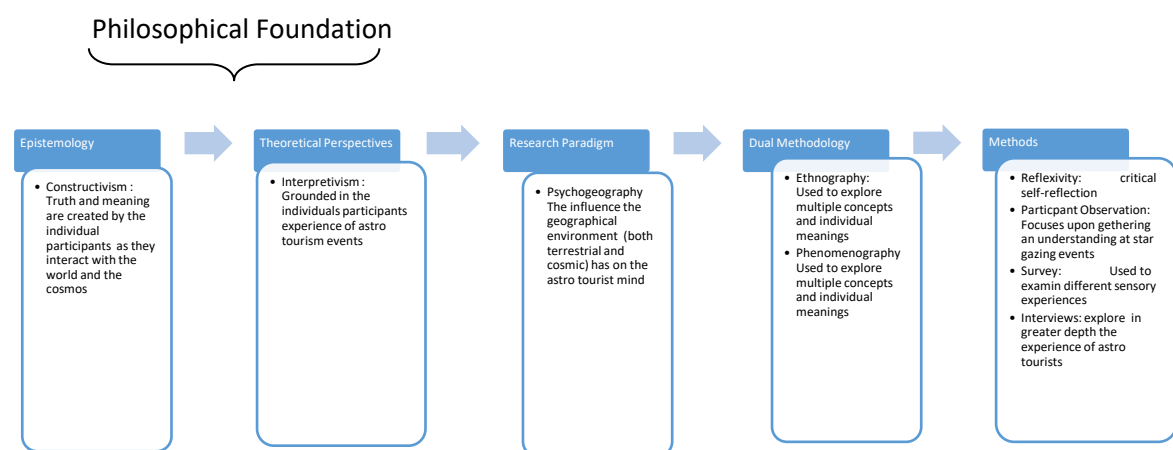 Philosophical Foundation
Epistemology
• Constructivism :
Truth and meaning
are created by the
individual
participants as they
interact with the
world and the
cosmos
Theoretical Perspectives
• Interpretivism :
Grounded in the
individuals participants
experience of astro
tourism events
Research Paradigm
• Psychogeography
The influence the
geographical
environment (both
terrestrial and
cosmic) has on the
astro tourist mind
Dual Methodology
• Ethnography:
Used to explore
multiple concepts
and individual
meanings
• Phenomenography
Used to explore
multiple concepts
and individual
meanings
Methods
• Reflexivity: critical
self-reflection
• Particpant Observation:
Focuses upon gethering
an understanding at star
gazing events
• Survey: Used to
examin different sensory
experiences
• Interviews: explore in
greater depth the
experience of astro
tourists